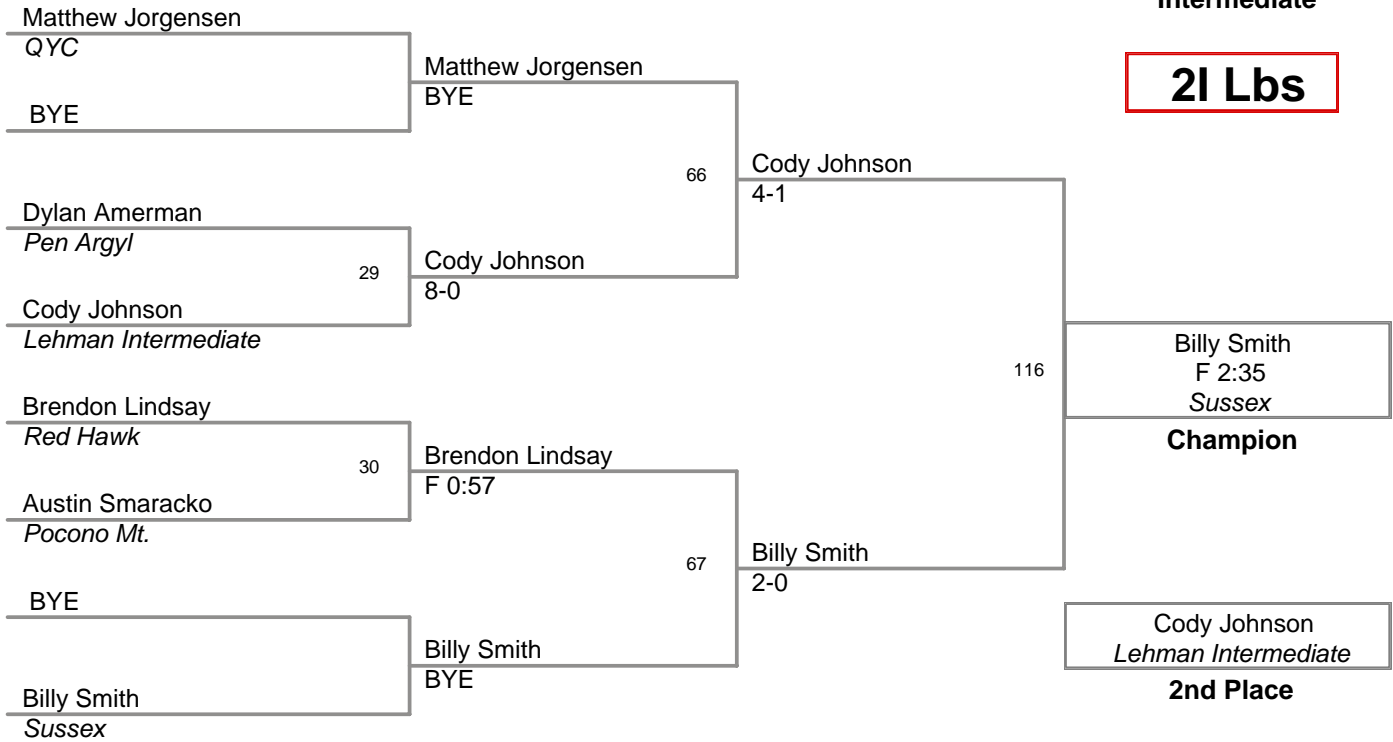 Intermediate
2I Lbs
Matthew Jorgensen
QYC
BYE
Matthew Jorgensen
BYE
Dylan Amerman
Pen Argyl
29
Cody Johnson
Lehman Intermediate
Cody Johnson
8-0
66
Cody Johnson
4-1
Brendon Lindsay
Red Hawk
30
Austin Smaracko
Pocono Mt.
Brendon Lindsay
F 0:57
BYE
Billy Smith
Sussex
Billy Smith
BYE
67
Billy Smith
2-0
116
Billy Smith
F 2:35
Sussex
Champion
Cody Johnson
Lehman Intermediate
2nd Place